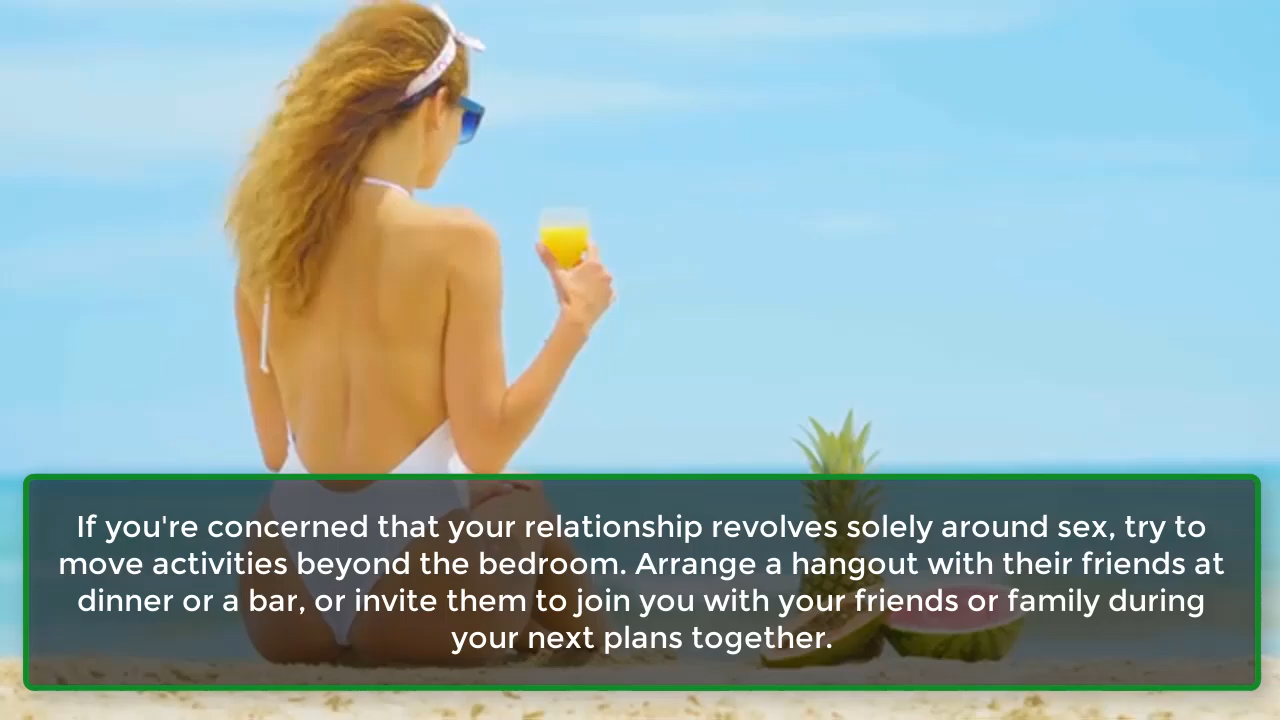 If you're concerned that your relationship revolves solely around sex, try to
move activities beyond the bedroom. Arrange a hangout with their friends at
dinner or a bar, or invite them to join you with your friends or family during
your next plans together.